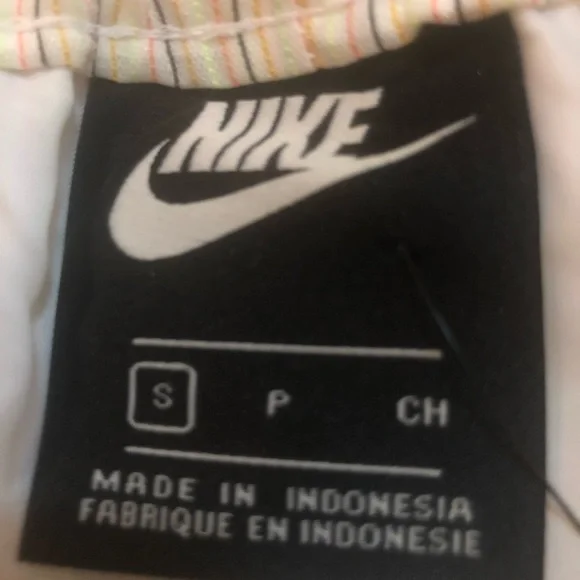 NIKE
S P CH
MADE IN INDONESIA
FABRIQUE EN INDONESIE